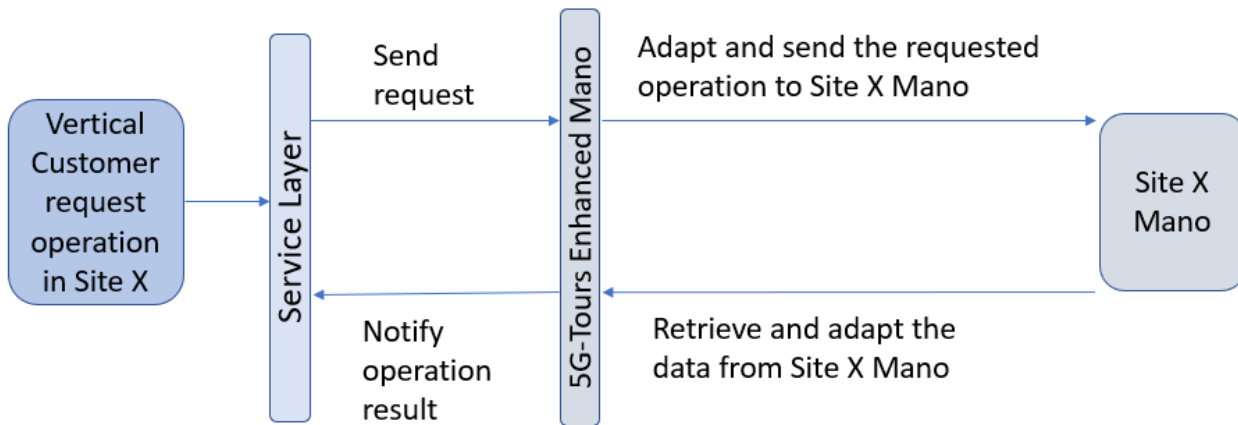 Vertical
Customer
request
operation
in Site X
Service Layer
Send
request
5G-Tours Enhanced Mano
Adapt and send the requested
operation to Site X Mano
Site X
Mano
Notify
operation
result
Retrieve and adapt the
data from Site X Mano